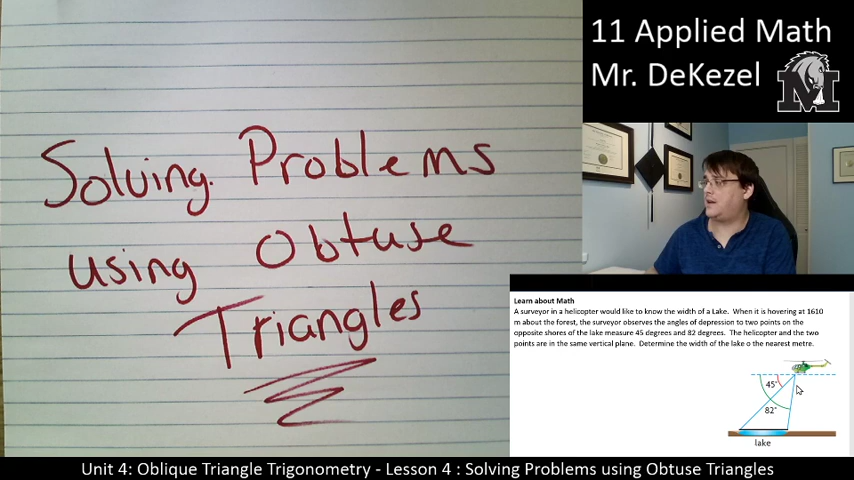 11 Applied Math
Mr. DeKezel
M
Solving Problems
using Obtuse
Triangles
Learn about Math
A surveyor in a helicopter would like to know the width of a Lake. When it is hovering at 1610
m about the forest, the surveyor observes the angles of depression to two points on the
opposite shores of the lake measure 45 degrees and 82 degrees. The helicopter and the two
points are in the same vertical plane. Determine the width of the lake o the nearest metre.
45°
82°
lake
Unit 4: Oblique Triangle Trigonometry - Lesson 4 : Solving Problems using Obtuse Triangles